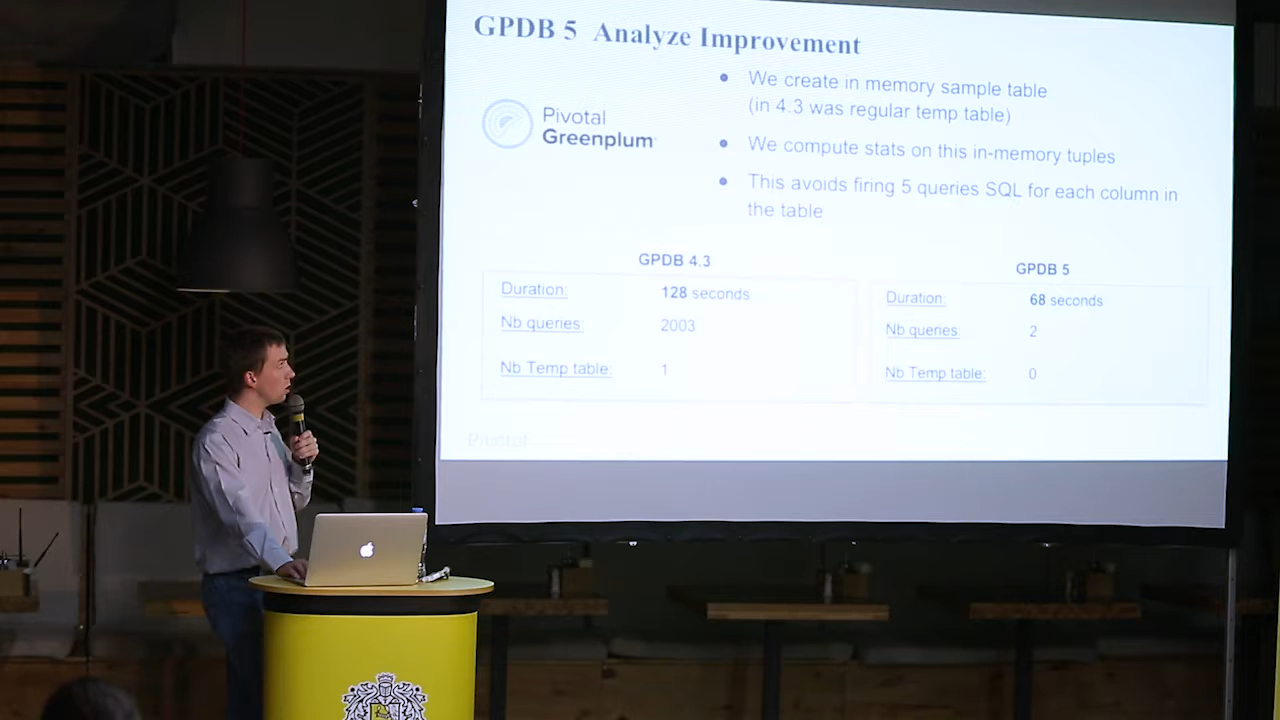 GPDB 5 Analyze Improvement
Pivotal
Greenplum
• We create in memory sample table
(in 4.3 was regular temp table)
• We compute stats on this in-memory tuples
• This avoids firing 5 queries SQL for each column in
the table
GPDB 4.3
Duration: 128 seconds
Nb queries: 2003
Nb Temp table: 1
GPDB 5
Duration: 68 seconds
Nb queries: 2
Nb Temp table: 0
Pivotal